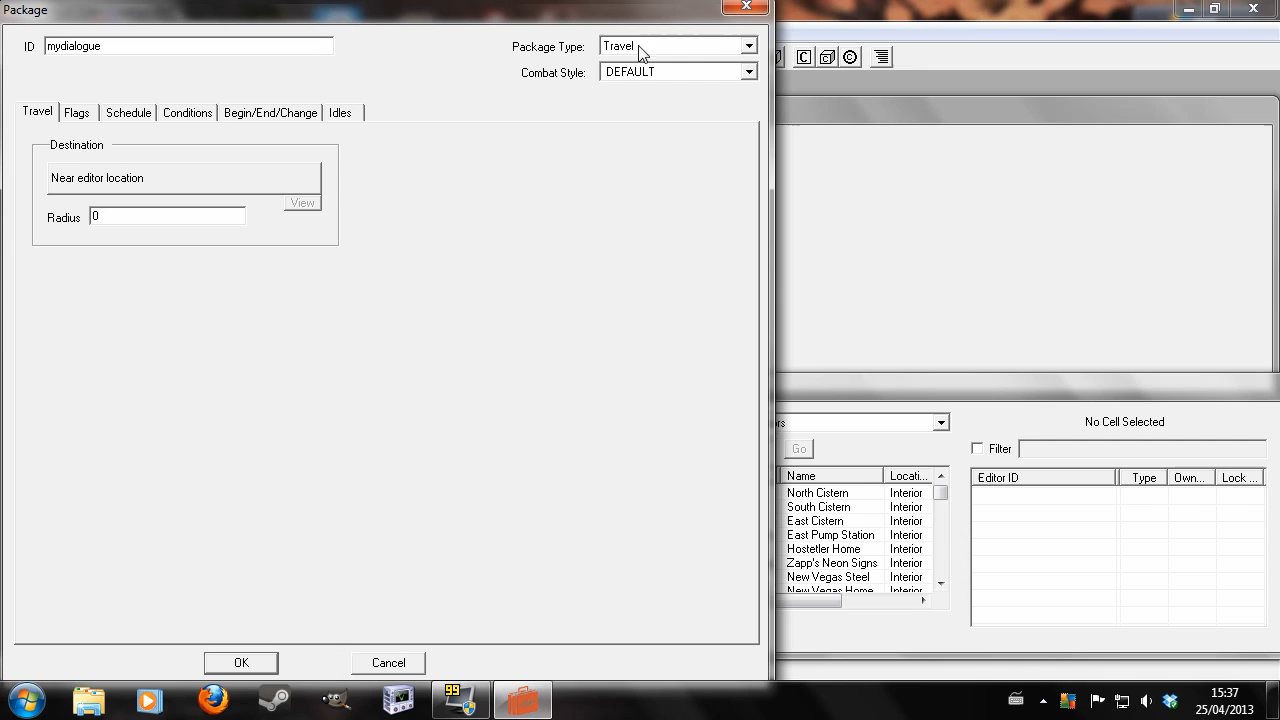 Package
ID mydialogue Package Type: Travel
Combat Style: DEFAULT
Travel Flags Schedule Conditions Begin/End/Change Idles
Destination
Near editor location
View
Radius 0
OK Cancel
C C ©
rs No Cell Selected
Go Filter
Name Locati... Editor ID Type Own... Lock ...
North Cistern Interior
South Cistern Interior
East Cistern Interior
East Pump Station Interior
Hostetler Home Interior
Zapp's Neon Signs Interior
New Vegas Steel Interior
New Vegas Home Interior
99
15:37
25/04/2013